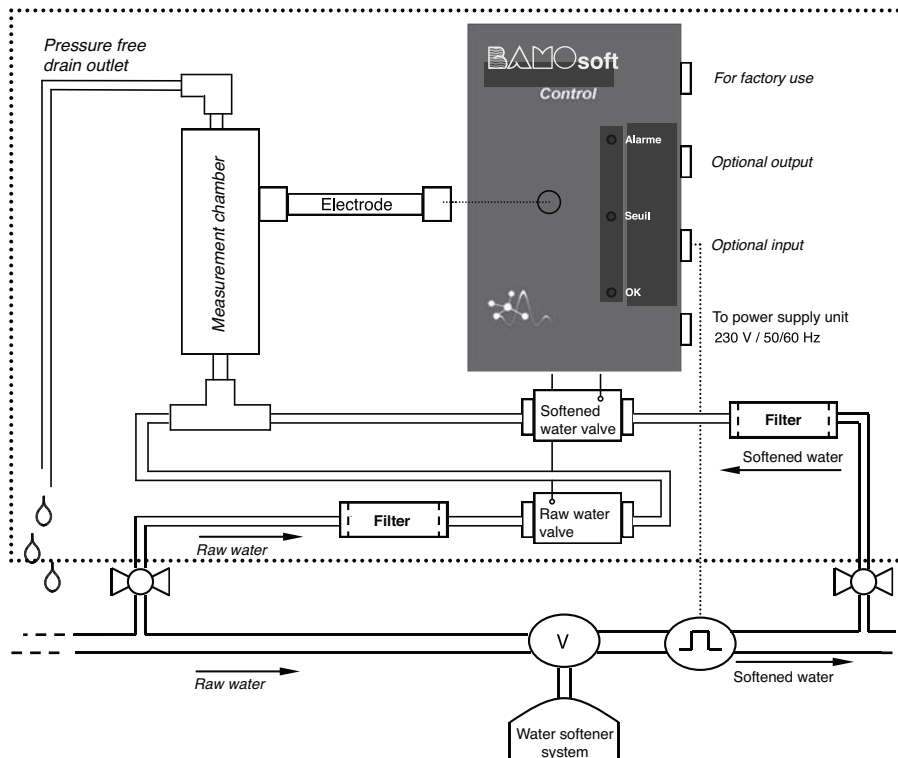 Pressure free
drain outlet
BAMOsoft
Control
For factory use
Alarme
Optional output
Measurement chamber
Electrode
Seuil
Optional input
OK
To power supply unit
230 V / 50/60 Hz
Softened
water valve
Filter
Softened water
Filter
Raw water
valve
Raw water
V
Raw water
Softened water
Water softener
system